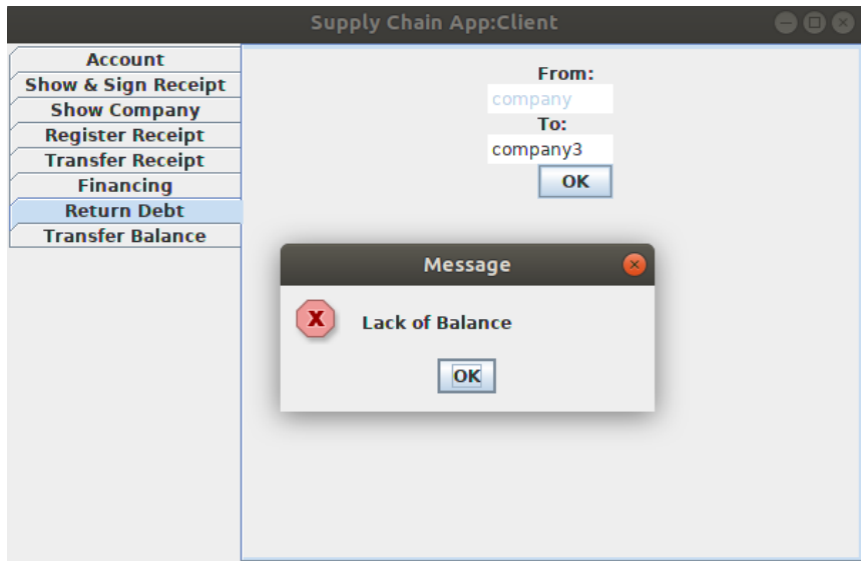 Supply Chain App:Client
Account
Show & Sign Receipt
Show Company
Register Receipt
Transfer Receipt
Financing
Return Debt
Transfer Balance
From:
company
To:
company3
OK
Message
X
Lack of Balance
OK